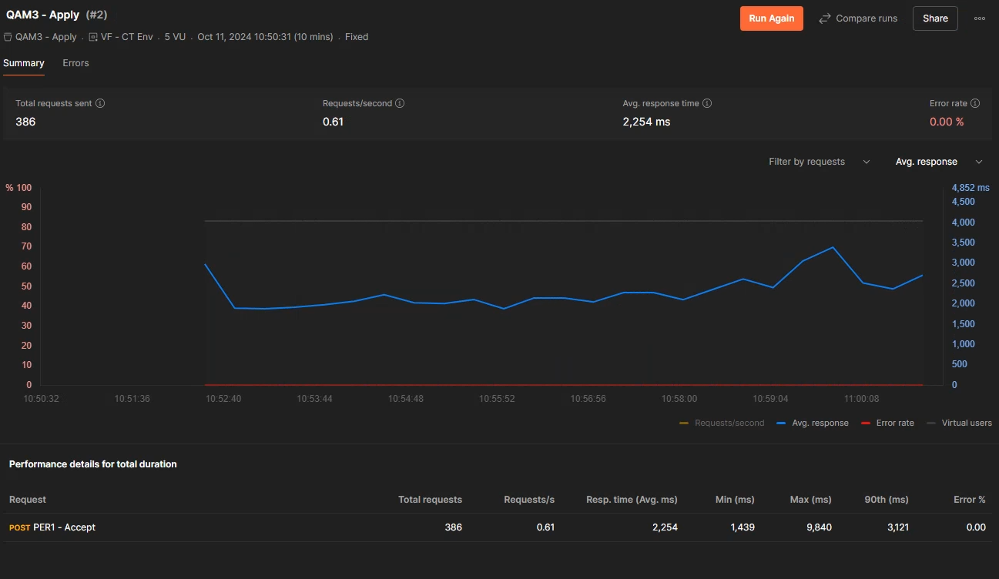 QAM3 - Apply (#2)
Run Again Compare runs Share
QAM3 - Apply . VF - CT Env . 5 VU . Oct 11, 2024 10:50:31 (10 mins) . Fixed
Summary Errors
Total requests sent Requests/second Avg. response time Error rate
386 0.61 2,254 ms 0.00 %
Filter by requests Avg. response
% 100 4,852 ms
90 4,500
80 4,000
70 3,500
60 3,000
50 2,500
40 2,000
30 1,500
20 1,000
10 500
0 0
10:50:32 10:51:36 10:52:40 10:53:44 10:54:48 10:55:52 10:56:56 10:58:00 10:59:04 11:00:08
Requests/second Avg. response Error rate Virtual users
Performance details for total duration
Request Total requests Requests/s Resp. time (Avg. ms) Min (ms) Max (ms) 90th (ms) Error %
POST PER1 - Accept 386 0.61 2,254 1,439 9,840 3,121 0.00